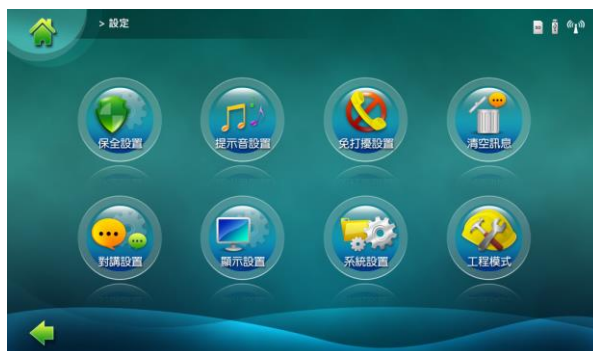 > 設定
保全設置
提示音設置
免打擾設置
清空訊息
對講設置
顯示設置
系統設置
工程模式